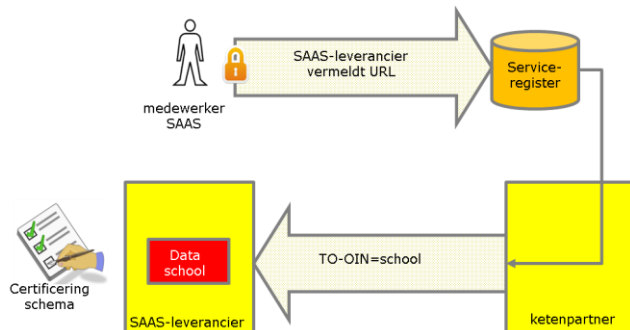 SAAS-leverancier
vermeldt URL
Service-
register
medewerker
SAAS
Data
school
TO-OIN=school
Certificering
schema
SAAS-leverancier
ketenpartner